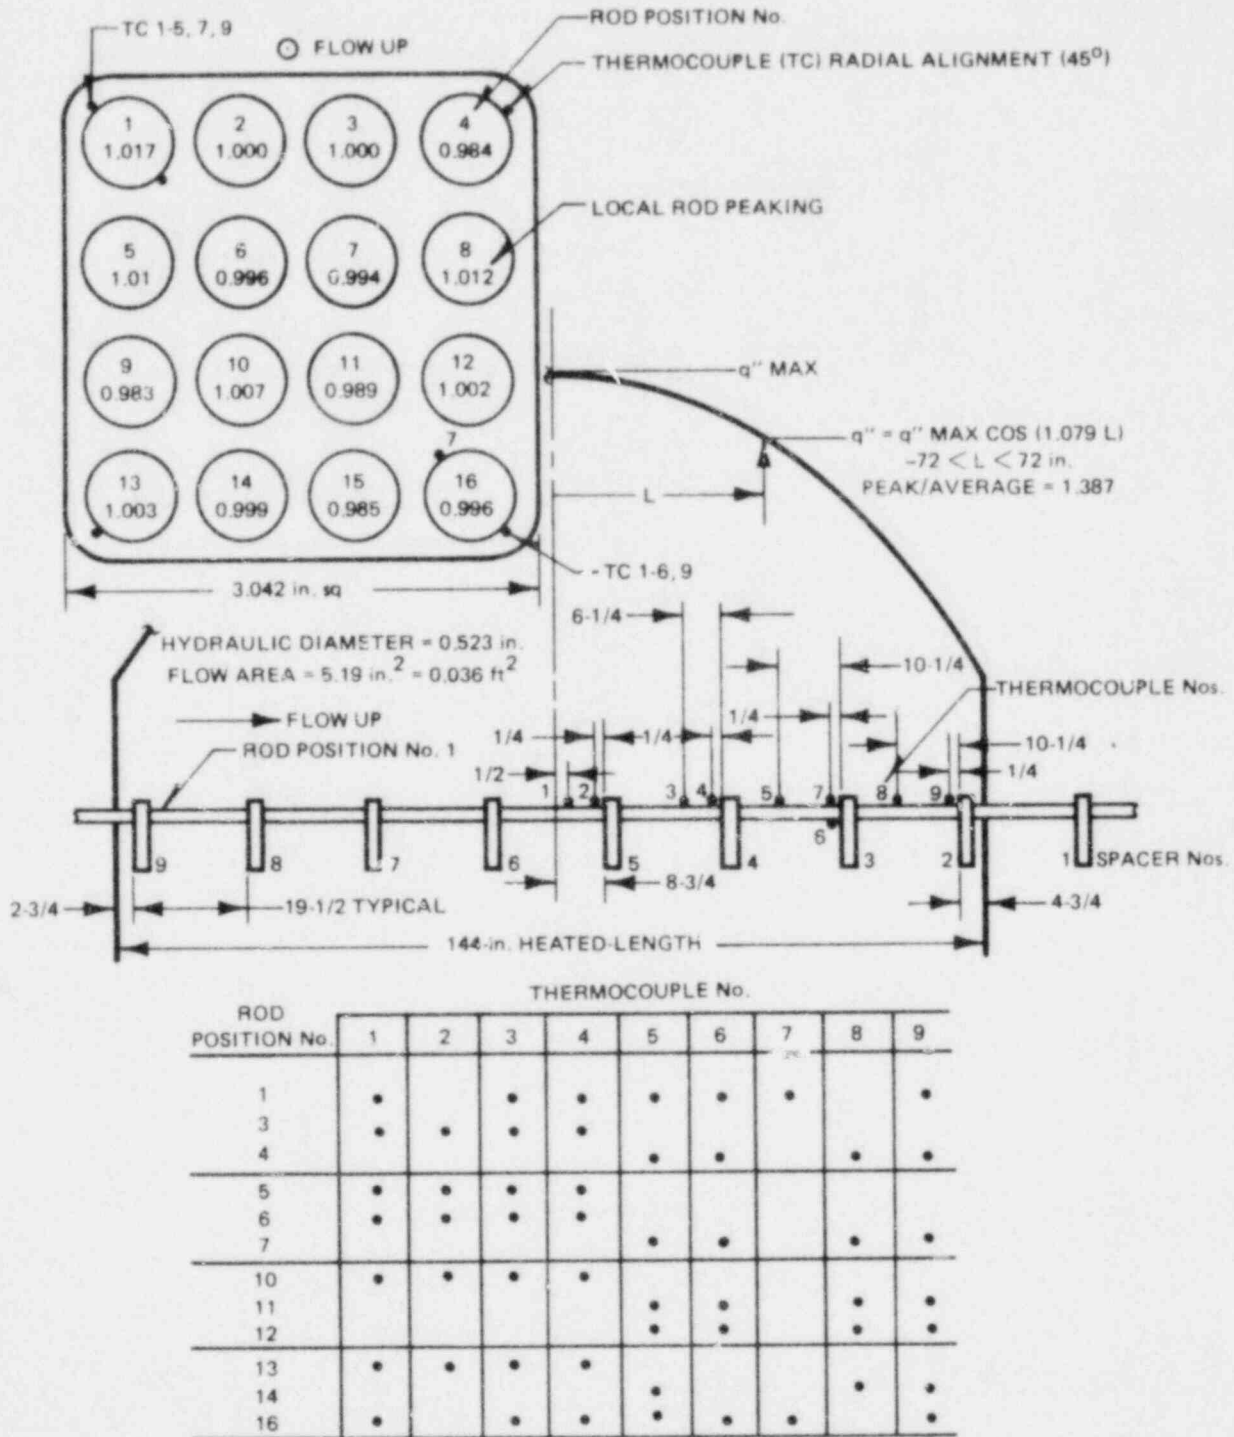 TC 1-5, 7, 9
FLOW UP
ROD POSITION No.
THERMOCOUPLE (TC) RADIAL ALIGNMENT (45º)
1 2 3 4
1.017 1.000 1.000 0.984
LOCAL ROD PEAKING
5 6 7 8
1.01 0.996 0.994 1.012
9 10 11 12
0.983 1.007 0.989 1.002
q" MAX
q" = q" MAX COS (1.079 L)
-72 < L < 72 in.
PEAK/AVERAGE = 1.387
L
7
13 14 15 16
1.003 0.999 0.985 0.996
- TC 1-6, 9
3.042 in. sq
6-1/4
HYDRAULIC DIAMETER = 0.523 in.
FLOW AREA = 5.19 in.² = 0.036 ft²
10-1/4
THERMOCOUPLE Nos.
FLOW UP
1/4 1/4 1/4
ROD POSITION No. 1
10-1/4
1/2 1/4
1 2 3 4 5 7 8 9
6
9 8 7 6 5 4 3 2 1 SPACER Nos.
8-3/4
2-3/4 19-1/2 TYPICAL 4-3/4
144-in. HEATED-LENGTH
THERMOCOUPLE No.
ROD
POSITION No. 1 2 3 4 5 6 7 8 9
1 • • • • • • •
3 • • • •
4 • • • •
5 • • • •
6 • • • •
7 • • • •
10 • • • •
11 • • • •
12 • • • •
13 • • • •
14 • • •
16 • • • • • • •